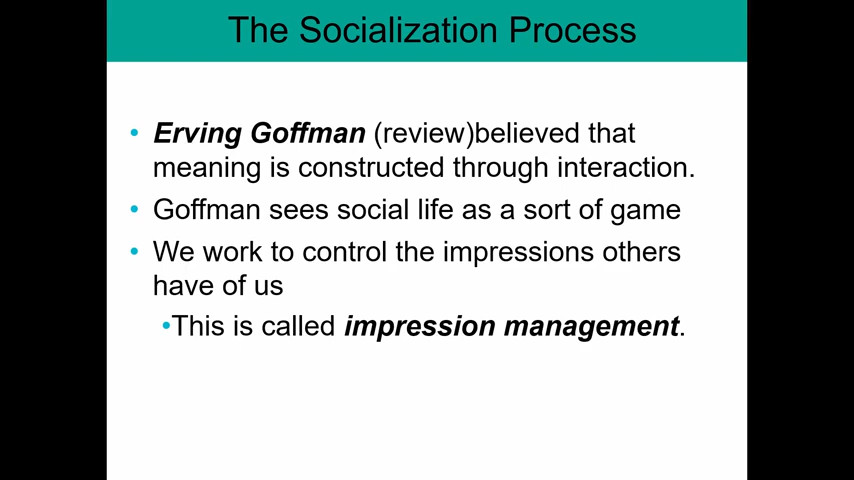 The Socialization Process
• Erving Goffman (review)believed that
meaning is constructed through interaction.
• Goffman sees social life as a sort of game
• We work to control the impressions others
have of us
•This is called impression management.